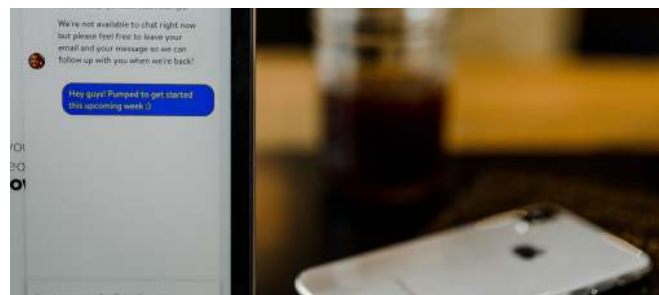 We're not available to chat right now
but please feel free to leave your
email and your message so we can
follow up with you when we're back!
Hey guys! Pumped to get started
this upcoming week :)